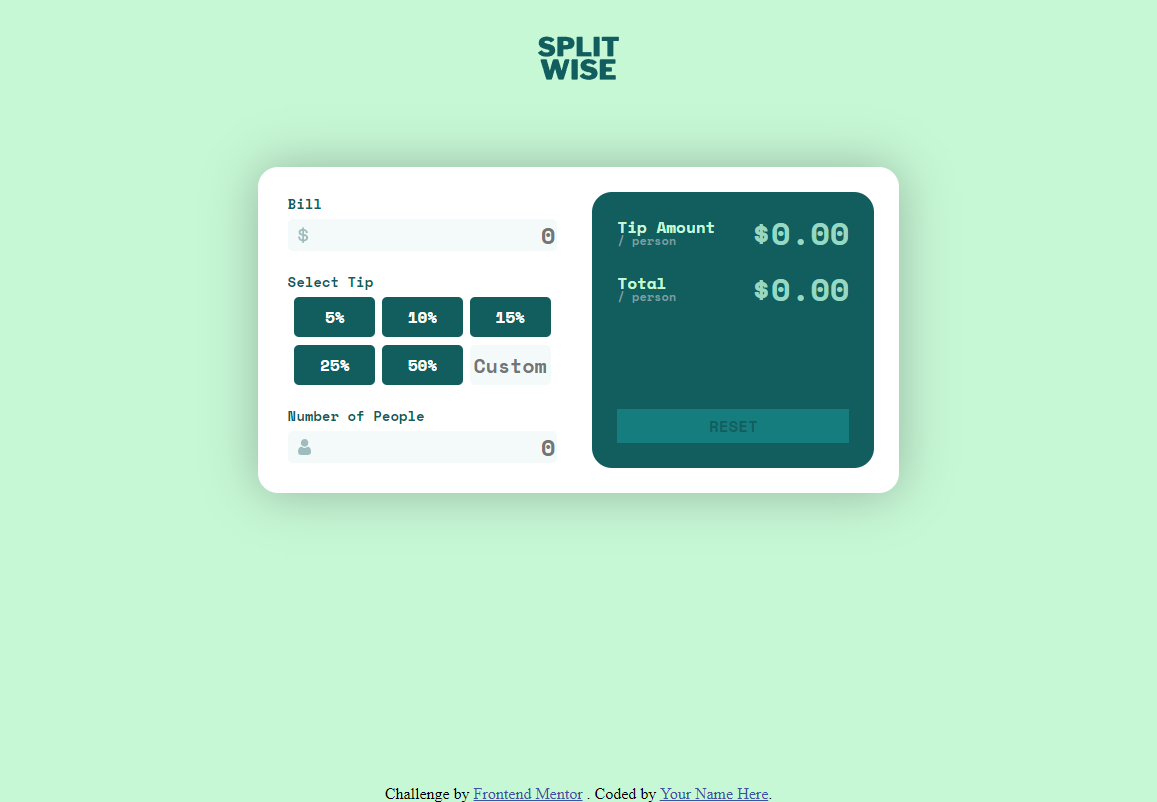 SPLIT
WISE
Bill
$ 0
Select Tip
5% 10% 15%
25% 50% Custom
Number of People
0
Tip Amount $0.00
/ person
Total $0.00
/ person
RESET
Challenge by Frontend Mentor . Coded by Your Name Here.